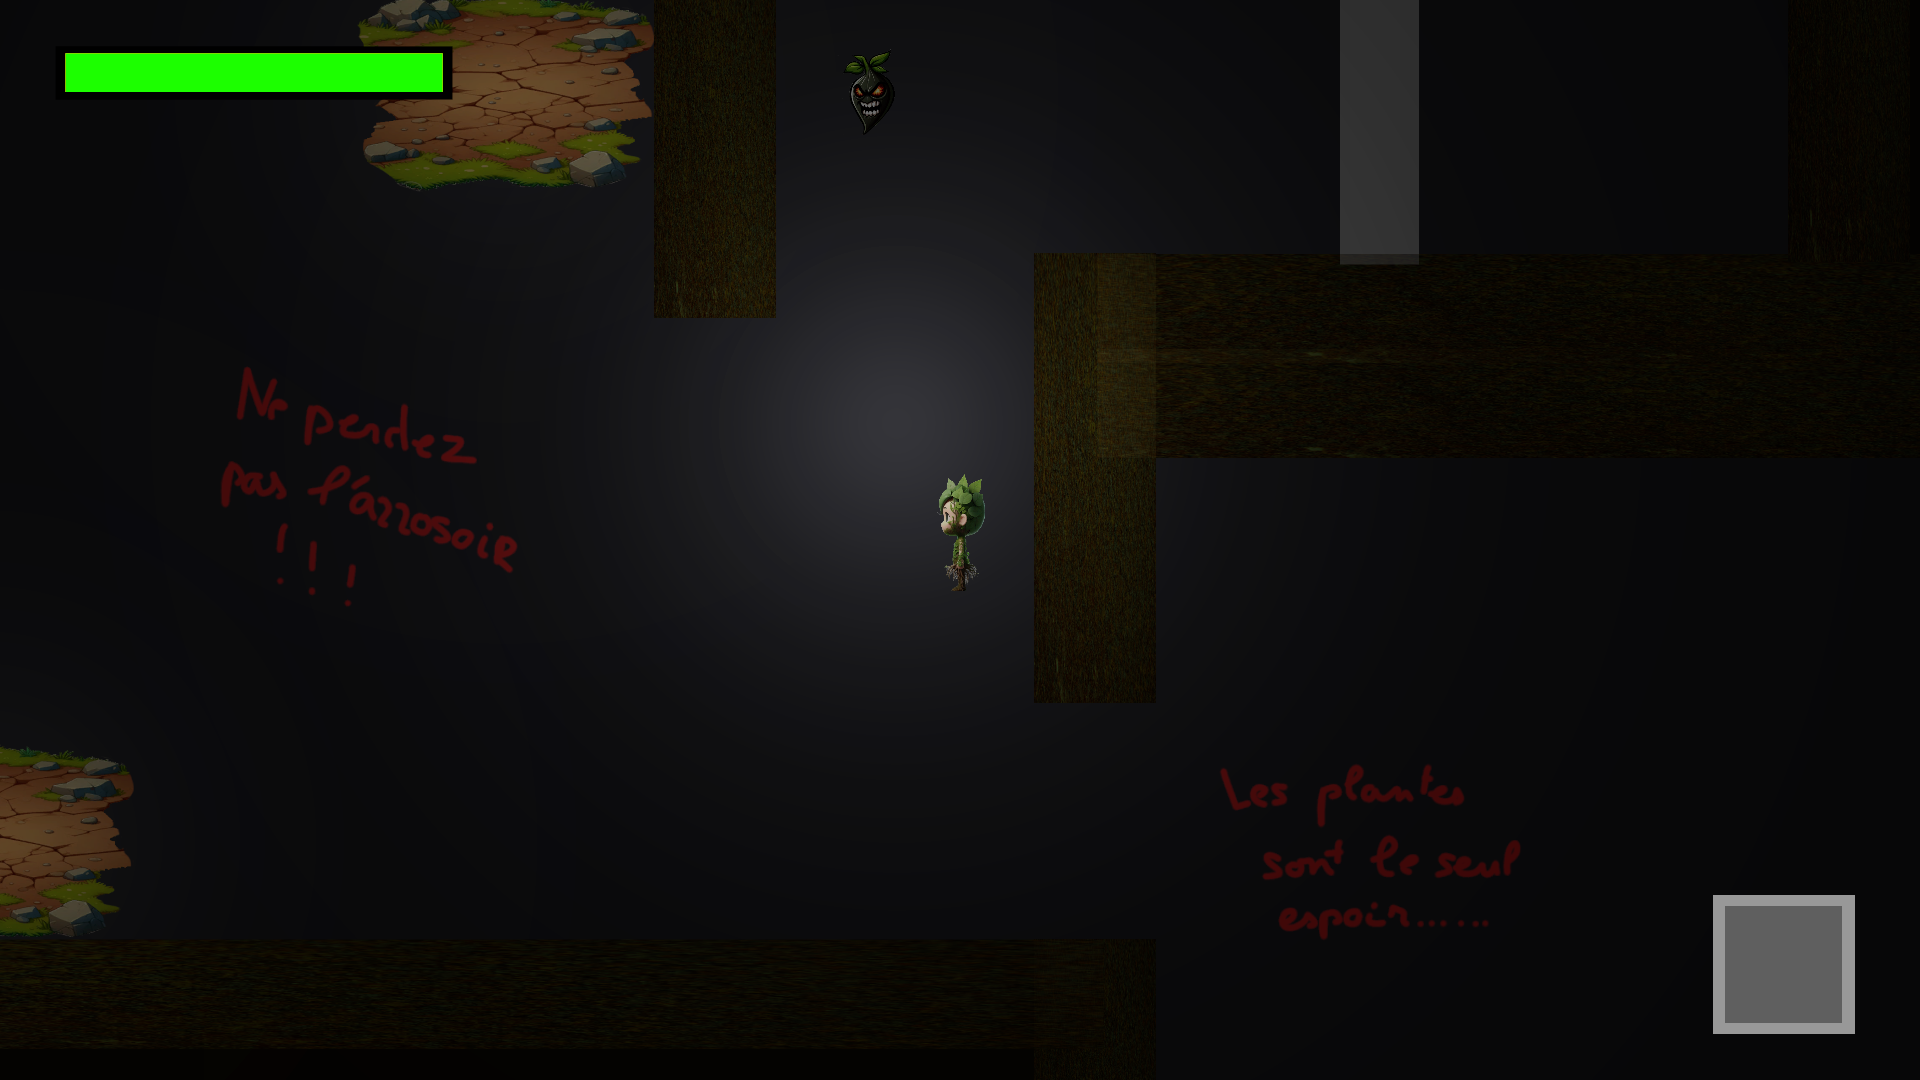 Ne perdez
pas l'arrosoir
! ! !
Les plantes
sont le seul
espoir......